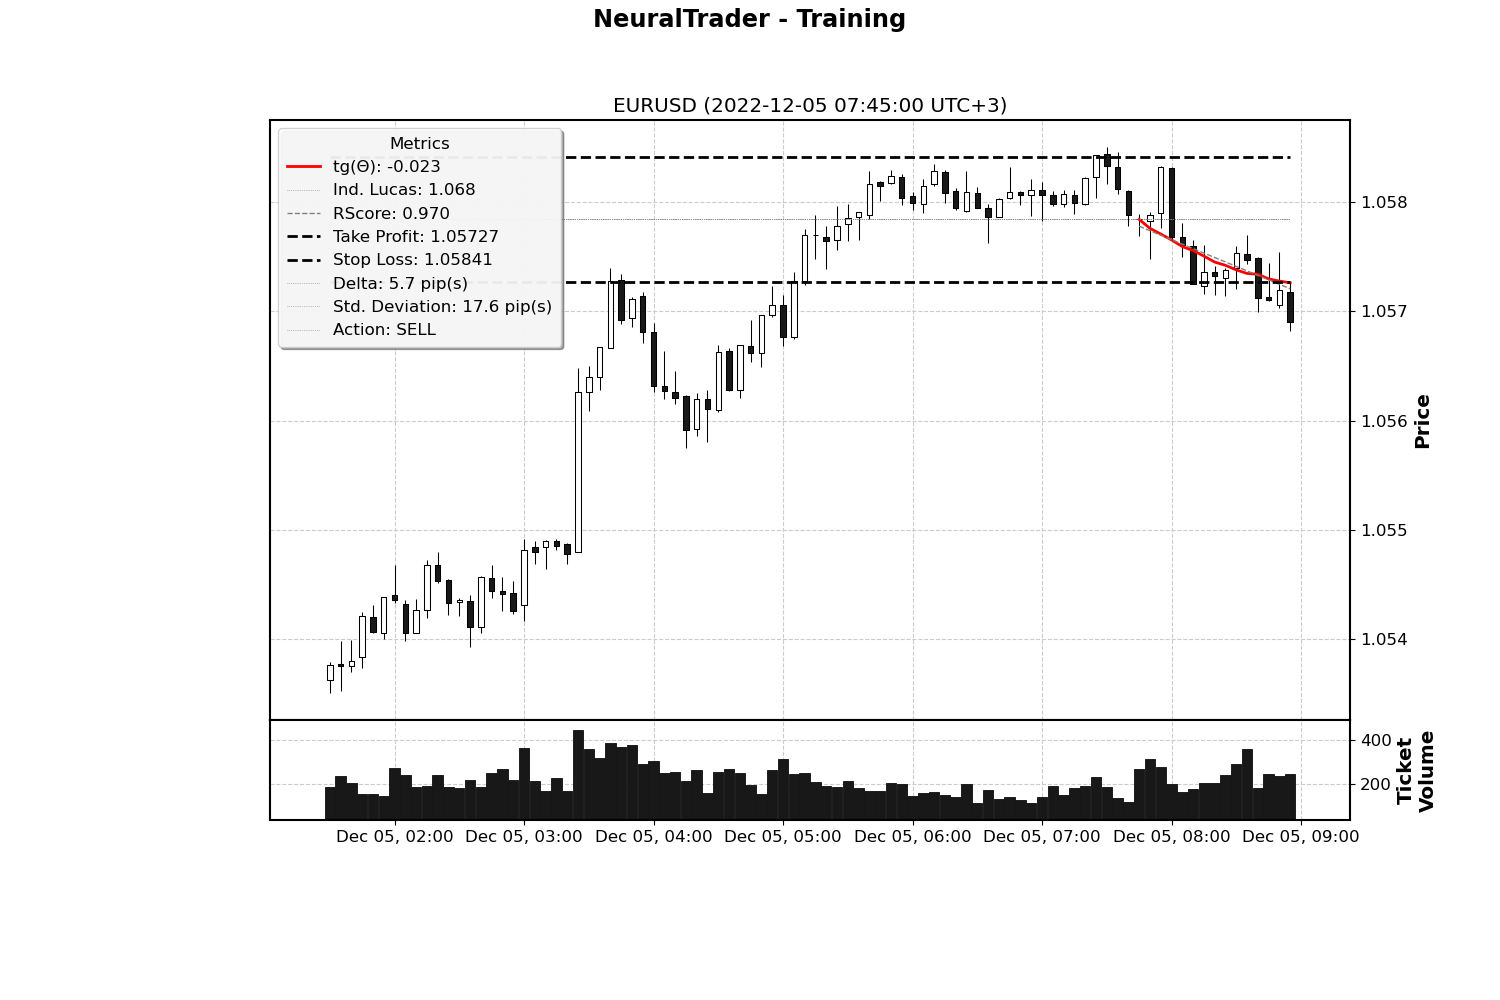 NeuralTrader - Training
EURUSD (2022-12-05 07:45:00 UTC+3)
Metrics
tg(Θ): -0.023
Ind. Lucas: 1.068
RScore: 0.970
Take Profit: 1.05727
Stop Loss: 1.05841
Delta: 5.7 pip(s)
Std. Deviation: 17.6 pip(s)
Action: SELL
1.058
1.057
1.056
1.055
1.054
Price
400
200
Ticket
Volume
Dec 05, 02:00
Dec 05, 03:00
Dec 05, 04:00
Dec 05, 05:00
Dec 05, 06:00
Dec 05, 07:00
Dec 05, 08:00
Dec 05, 09:00